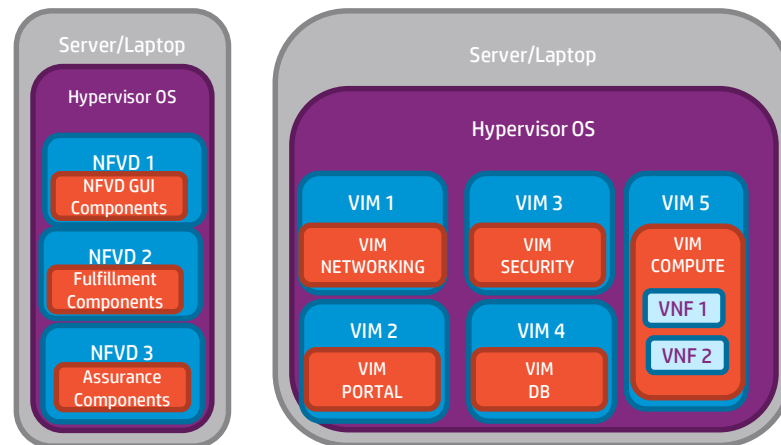 Server/Laptop
Hypervisor OS
NFVD 1
NFVD GUI
Components
NFVD 2
Fulfillment
Components
NFVD 3
Assurance
Components
Server/Laptop
Hypervisor OS
VIM 1
VIM
NETWORKING
VIM 3
VIM
SECURITY
VIM 5
VIM
COMPUTE
VNF 1
VNF 2
VIM 2
VIM
PORTAL
VIM 4
VIM
DB